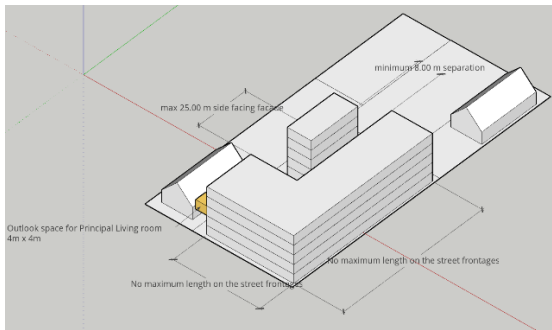 minimum 8.00 m separation
max 25.00 m side facing facade
Outlook space for Principal Living room
4m x 4m
No maximum length on the street frontages
No maximum length on the street frontages